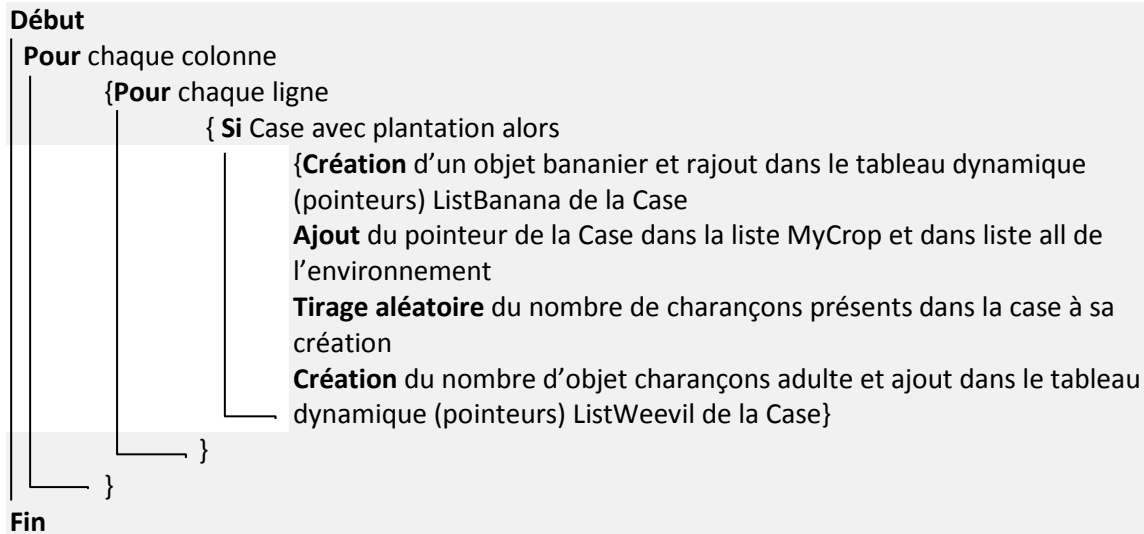 Début
Pour chaque colonne
{Pour chaque ligne
{ Si Case avec plantation alors
{Création d’un objet bananier et rajout dans le tableau dynamique
(pointeurs) ListBanana de la Case
Ajout du pointeur de la Case dans la liste MyCrop et dans liste all de
l’environnement
Tirage aléatoire du nombre de charançons présents dans la case à sa
création
Création du nombre d’objet charançons adulte et ajout dans le tableau
dynamique (pointeurs) ListWeevil de la Case}
}
}
Fin